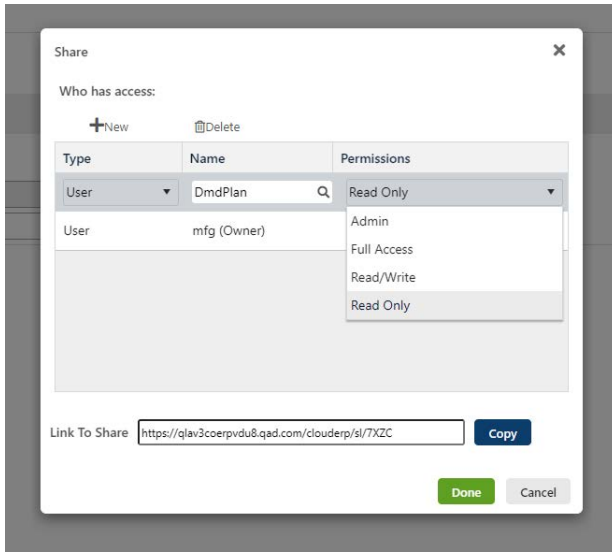 Share
Who has access:
New Delete
Type Name Permissions
User DmdPlan Read Only
User mfg (Owner)
Admin
Full Access
Read/Write
Read Only
Link To Share https://qlav3coerpvdu8.qad.com/clouderp/sl/7XZC Copy
Done Cancel